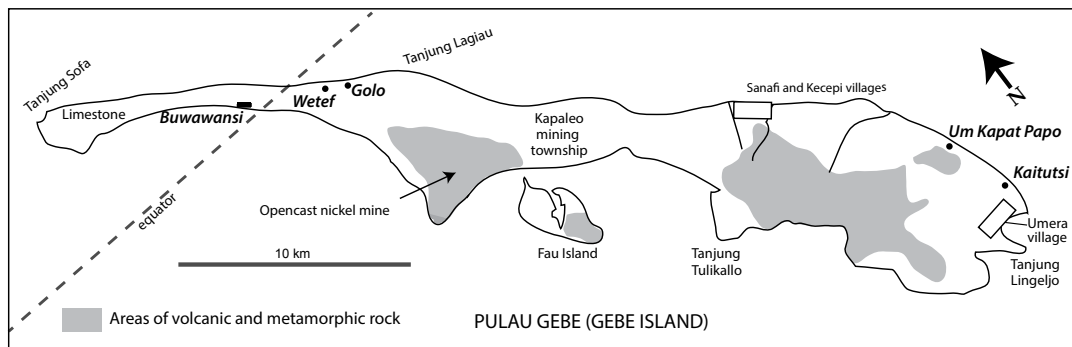 Tanjung Sofa
Limestone
Buwawansi
equator
Wetef
Golo
Tanjung Lagiau
Opencast nickel mine
Kapaleo
mining
township
Fau Island
Sanafi and Kecepi villages
Tanjung
Tulikallo
Um Kapat Papo
Kaitutsi
Umera
village
Tanjung
Lingeljo
N
10 km
Areas of volcanic and metamorphic rock
PULAU GEBE (GEBE ISLAND)